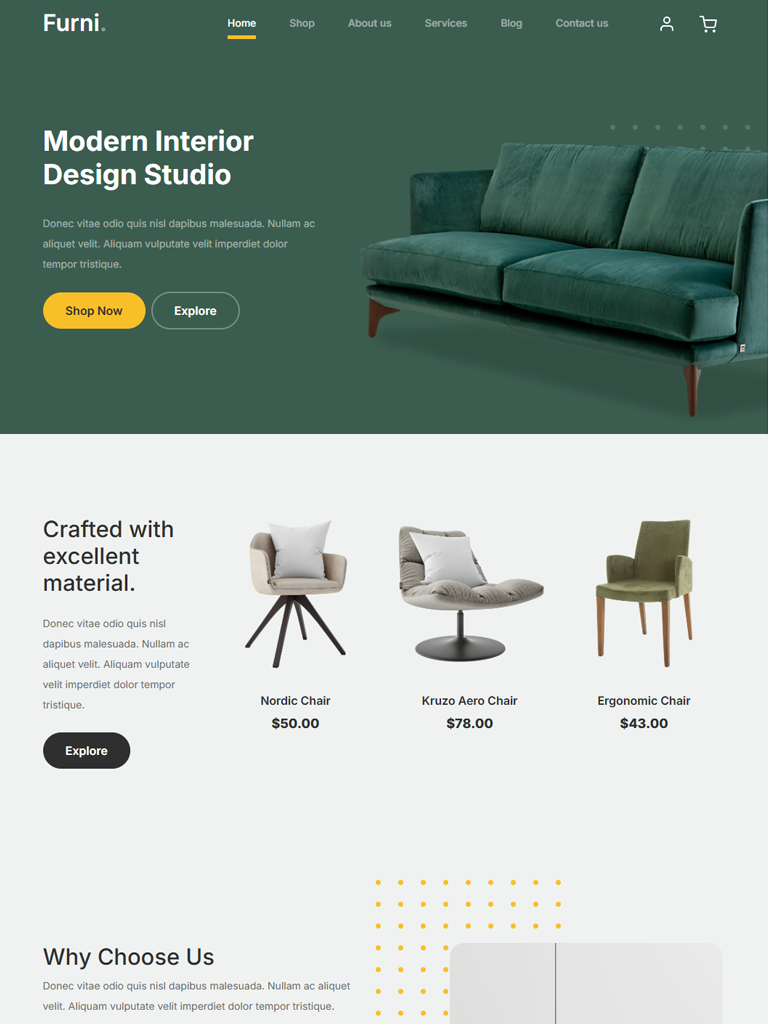 Furni.
Home Shop About us Services Blog Contact us
Modern Interior
Design Studio
Donec vitae odio quis nisl dapibus malesuada. Nullam ac
aliquet velit. Aliquam vulputate velit imperdiet dolor
tempor tristique.
Shop Now Explore
Crafted with
excellent
material.
Donec vitae odio quis nisl
dapibus malesuada. Nullam ac
aliquet velit. Aliquam vulputate
velit imperdiet dolor tempor
tristique.
Explore
Nordic Chair
$50.00
Kruzo Aero Chair
$78.00
Ergonomic Chair
$43.00
Why Choose Us
Donec vitae odio quis nisl dapibus malesuada. Nullam ac aliquet
velit. Aliquam vulputate velit imperdiet dolor tempor tristique.